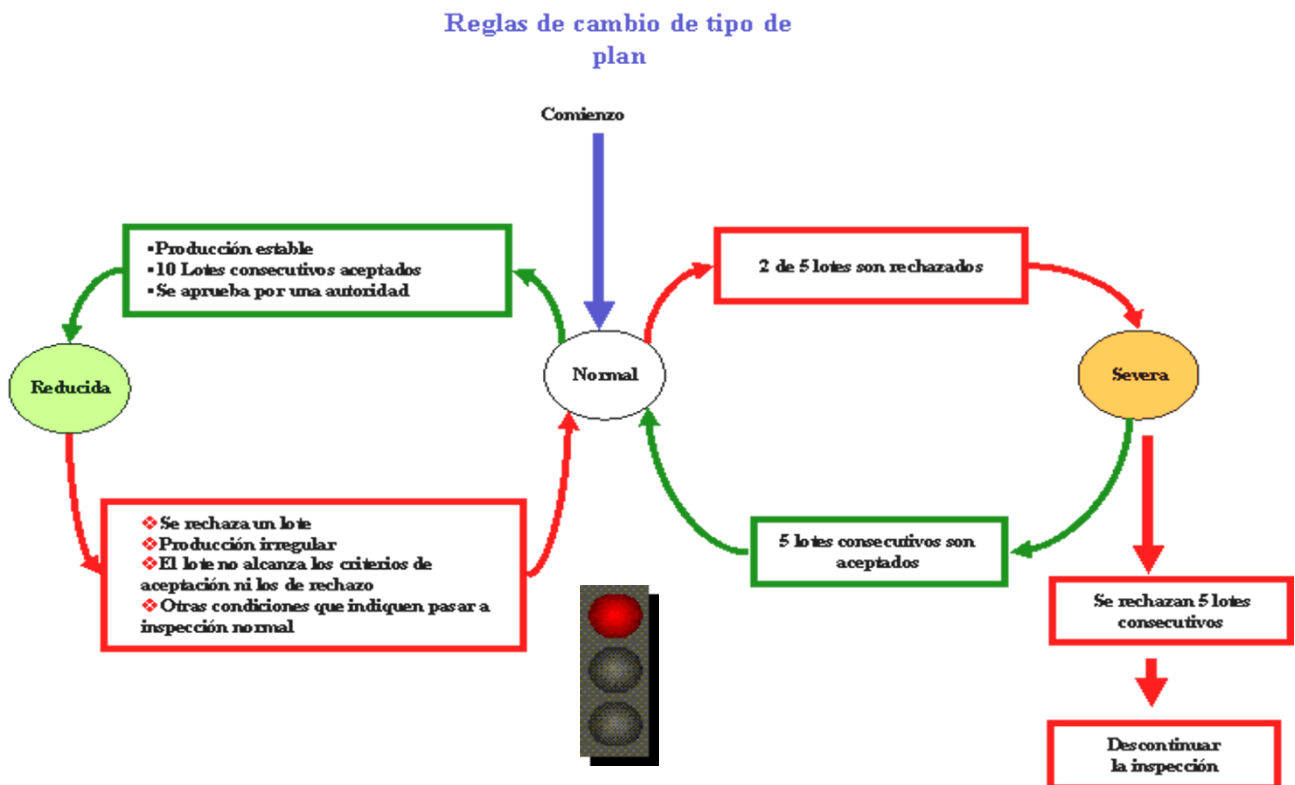 Reglas de cambio de tipo de
plan
Comienzo
▪Producción estable
▪10 Lotes consecutivos aceptados
▪Se aprueba por una autoridad
2 de 5 lotes son rechazados
Reducida
Normal
Severa
❖Se rechaza un lote
❖Producción irregular
❖El lote no alcanza los criterios de
aceptación ni los de rechazo
❖Otras condiciones que indiquen pasar a
inspección normal
5 lotes consecutivos son
aceptados
Se rechazan 5 lotes
consecutivos
Descontinuar
la inspección